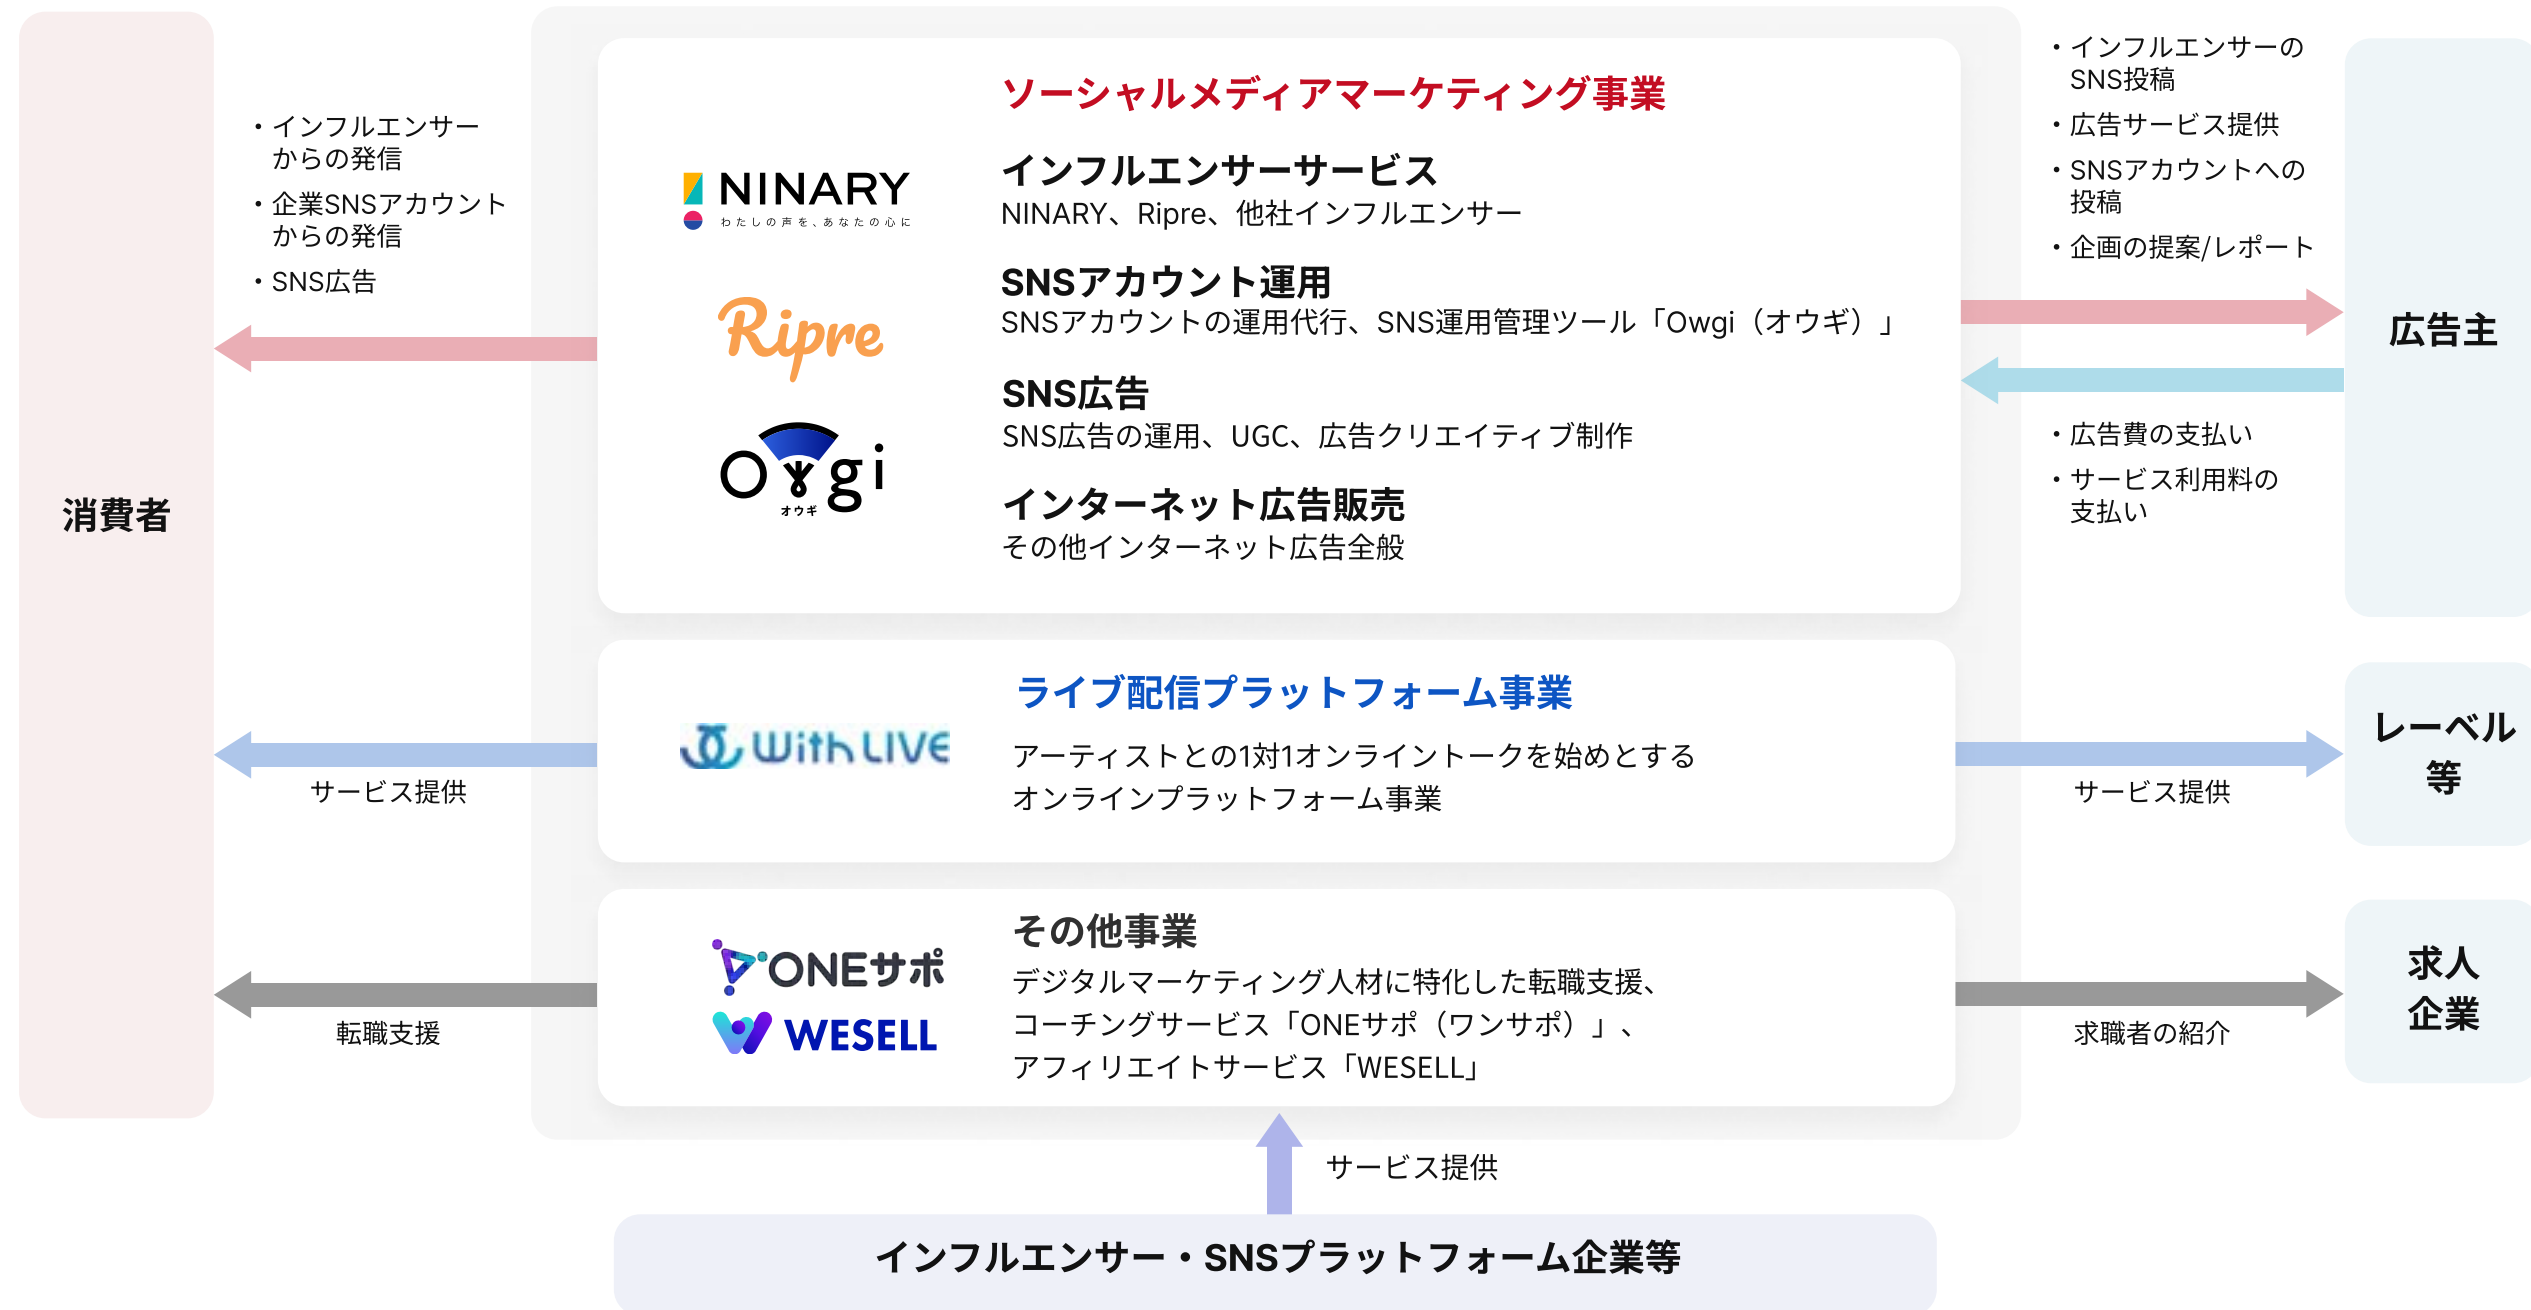 消費者
・インフルエンサー
からの発信
・企業SNSアカウント
からの発信
・SNS広告
サービス提供
転職支援
ソーシャルメディアマーケティング事業
NINARY
わたしの声を、あなたの心に
インフルエンサーサービス
NINARY、Ripre、他社インフルエンサー
Ripre
SNSアカウント運用
SNSアカウントの運用代行、SNS運用管理ツール「Owgi（オウギ）」
Owgi
オウギ
SNS広告
SNS広告の運用、UGC、広告クリエイティブ制作
インターネット広告販売
その他インターネット広告全般
With LIVE
ライブ配信プラットフォーム事業
アーティストとの1対1オンライントークを始めとする
オンラインプラットフォーム事業
ONEサポ
WESELL
その他事業
デジタルマーケティング人材に特化した転職支援、
コーチングサービス「ONEサポ（ワンサポ）」、
アフィリエイトサービス「WESELL」
・インフルエンサーの
SNS投稿
・広告サービス提供
・SNSアカウントへの
投稿
・企画の提案/レポート
・広告費の支払い
・サービス利用料の
支払い
広告主
サービス提供
レーベル
等
求職者の紹介
求人
企業
サービス提供
インフルエンサー・SNSプラットフォーム企業等